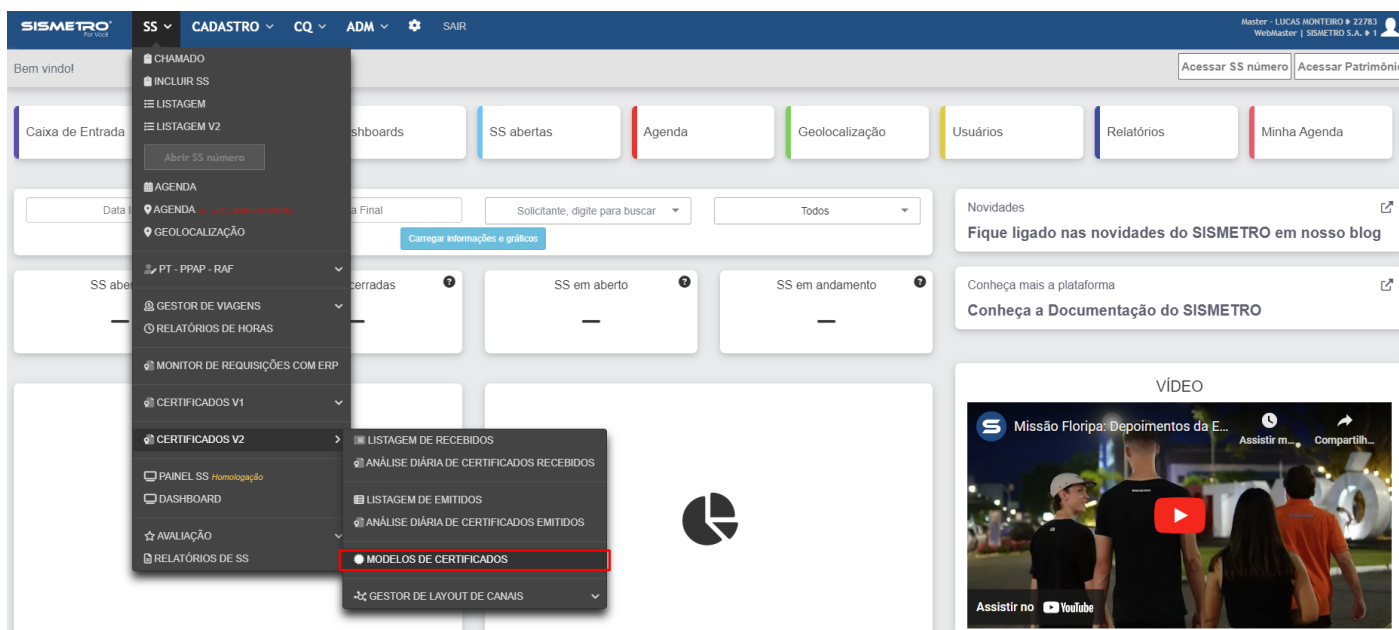 SISMETRO
Por Você
SS
CADASTRO
CQ
ADM
SAIR
Master - LUCAS MONTEIRO 22783
WebMaster | SISMETRO S.A. 1
Bem vindo!
Acessar SS número
Acessar Patrimôni
CHAMADO
INCLUIR SS
LISTAGEM
LISTAGEM V2
Abrir SS número
AGENDA
AGENDA
GEOLOCALIZAÇÃO
PT - PPAP - RAF
GESTOR DE VIAGENS
RELATÓRIOS DE HORAS
MONITOR DE REQUISIÇÕES COM ERP
CERTIFICADOS V1
CERTIFICADOS V2
PAINEL SS Homologação
DASHBOARD
AVALIAÇÃO
RELATÓRIOS DE SS
LISTAGEM DE RECEBIDOS
ANÁLISE DIÁRIA DE CERTIFICADOS RECEBIDOS
LISTAGEM DE EMITIDOS
ANÁLISE DIÁRIA DE CERTIFICADOS EMITIDOS
MODELOS DE CERTIFICADOS
GESTOR DE LAYOUT DE CANAIS
Caixa de Entrada
shboards
SS abertas
Agenda
Geolocalização
Usuários
Relatórios
Minha Agenda
Data I
a Final
Solicitante, digite para buscar
Todos
Carregar informações e gráficos
SS aber
cerradas
SS em aberto
SS em andamento
—
—
—
—
Novidades
Fique ligado nas novidades do SISMETRO em nosso blog
Conheça mais a plataforma
Conheça a Documentação do SISMETRO
VÍDEO
Missão Floripa: Depoimentos da E...
Assistir m...
Compartilh...
Assistir no YouTube